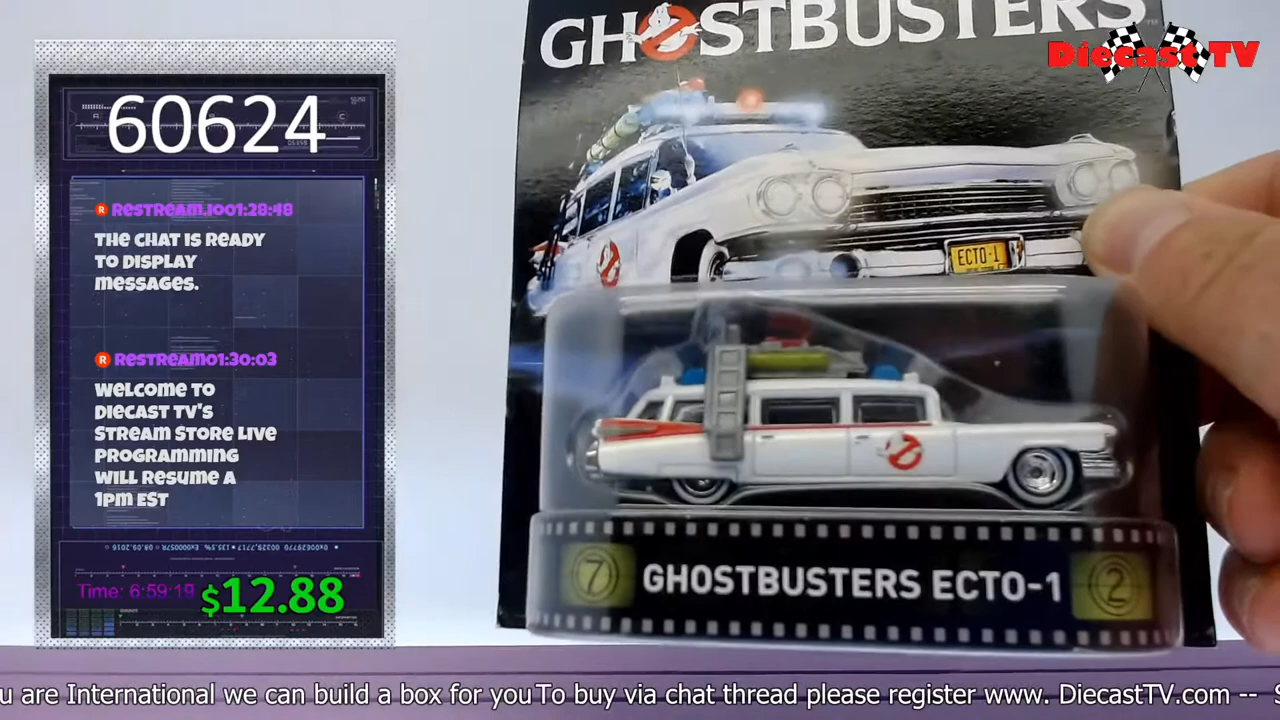 60624
Restream.io01:28:48
The chat is ready
to display
messages.
Restream01:30:03
Welcome to
Diecast TV's
Stream Store Live
programming
will resume a
1pm EST
Time: 6:59:19
$12.88
GHOSTBUSTERS
Diecast TV
ECTO-1
7
GHOSTBUSTERS ECTO-1
2
u are International we can build a box for you To buy via chat thread please register www. DiecastTV.com -- S